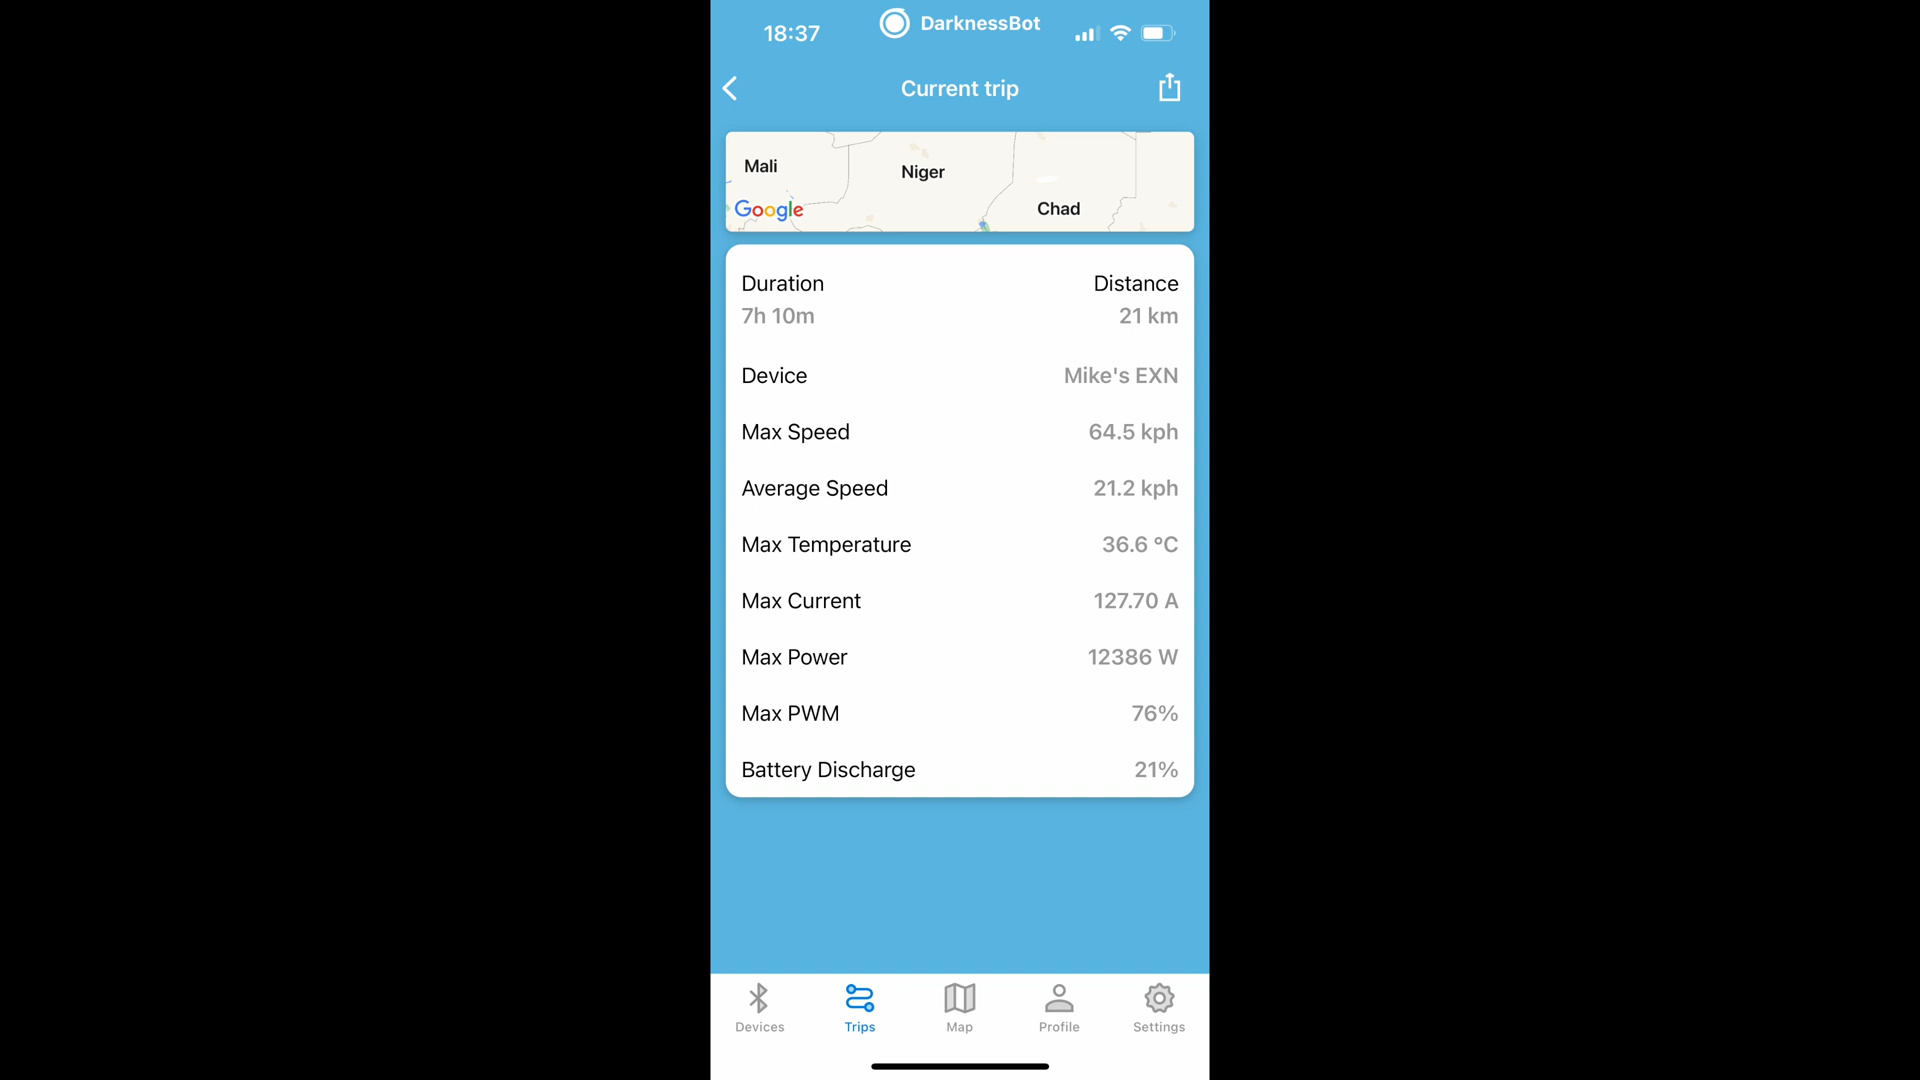 18:37
DarknessBot
Current trip
Mali
Niger
Chad
Google
Duration Distance
7h 10m 21 km
Device Mike's EXN
Max Speed 64.5 kph
Average Speed 21.2 kph
Max Temperature 36.6 °C
Max Current 127.70 A
Max Power 12386 W
Max PWM 76%
Battery Discharge 21%
Devices Trips Map Profile Settings